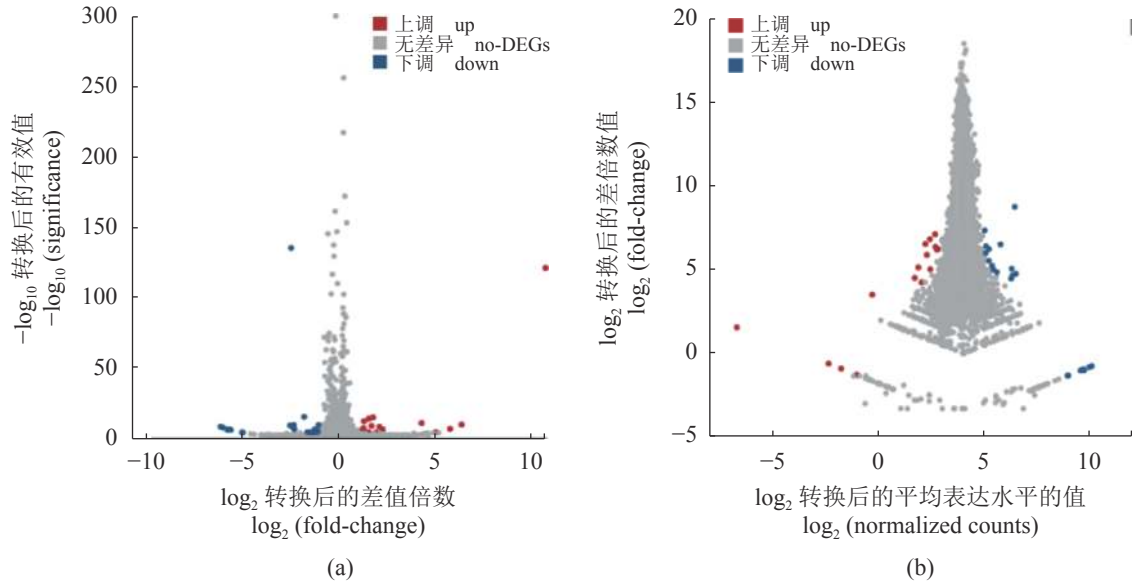 300
250
200
150
100
50
0
−10
−5
0
5
10
上调 up
无差异 no-DEGs
下调 down
−log₁₀ 转换后的有效值
−log₁₀ (significance)
log₂ 转换后的差值倍数
log₂ (fold-change)
(a)
20
15
10
5
0
−5
−5
0
5
10
上调 up
无差异 no-DEGs
下调 down
log₂ 转换后的差倍数值
log₂ (fold-change)
log₂ 转换后的平均表达水平的值
log₂ (normalized counts)
(b)